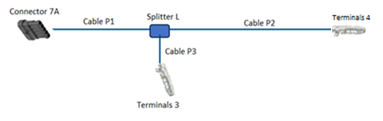 Connector 7A
Cable P1
Splitter L
Cable P2
Terminals 4
Cable P3
Terminals 3